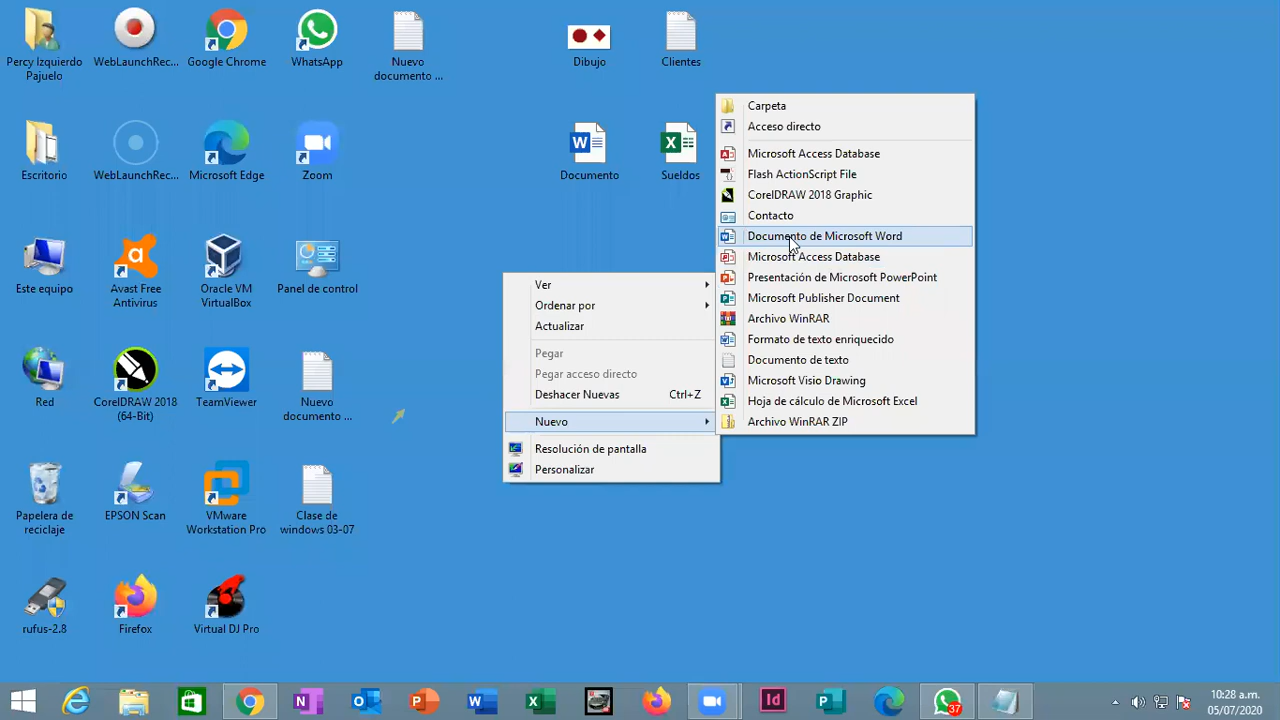 Percy Izquierdo
Pajuelo
WebLaunchRec...
Google Chrome
WhatsApp
Nuevo
documento ...
Dibujo
Clientes
Escritorio
WebLaunchRec...
Microsoft Edge
Zoom
Documento
Sueldos
Este equipo
Avast Free
Antivirus
Oracle VM
VirtualBox
Panel de control
Red
CorelDRAW 2018
(64-Bit)
TeamViewer
Nuevo
documento ...
Papelera de
reciclaje
EPSON Scan
VMware
Workstation Pro
Clase de
windows 03-07
rufus-2.8
Firefox
Virtual DJ Pro
Ver
Ordenar por
Actualizar
Pegar
Pegar acceso directo
Deshacer Nuevas Ctrl+Z
Nuevo
Resolución de pantalla
Personalizar
Carpeta
Acceso directo
Microsoft Access Database
Flash ActionScript File
CorelDRAW 2018 Graphic
Contacto
Documento de Microsoft Word
Microsoft Access Database
Presentación de Microsoft PowerPoint
Microsoft Publisher Document
Archivo WinRAR
Formato de texto enriquecido
Documento de texto
Microsoft Visio Drawing
Hoja de cálculo de Microsoft Excel
Archivo WinRAR ZIP
37
10:28 a.m.
05/07/2020